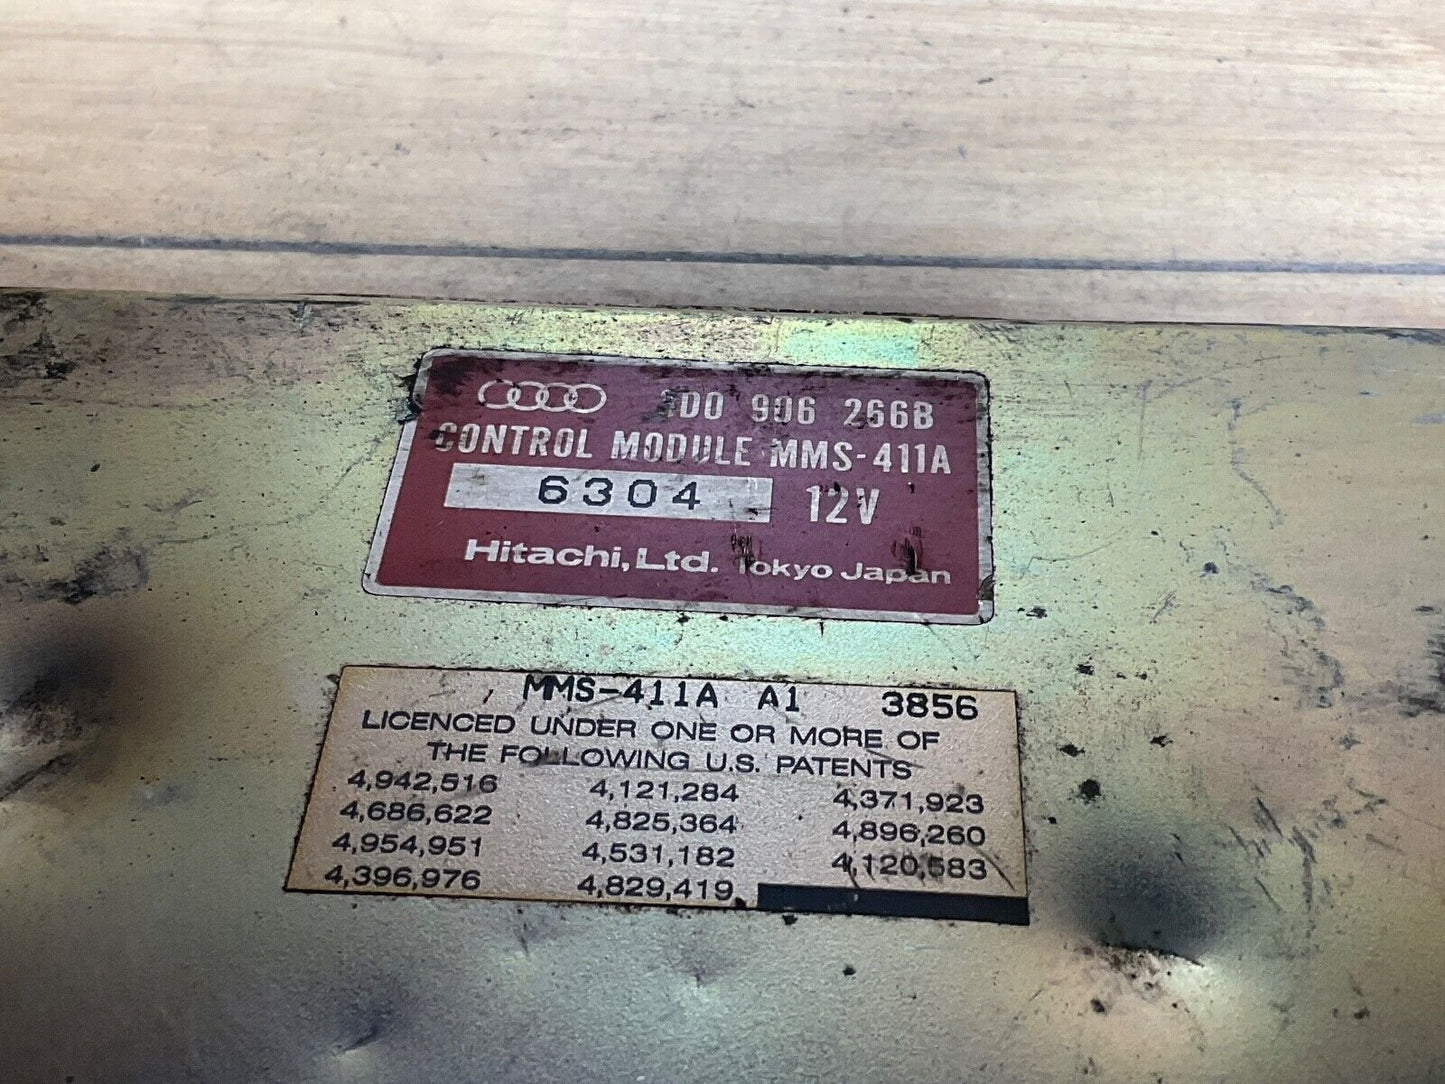 906 266B
CONTROL MODULE MMS-411A
6304 12V
Hitachi, Ltd. Tokyo Japan
MMS-411A A1 3856
LICENCED UNDER ONE OR MORE OF
THE FOLLOWING U.S. PATENTS
4,942,516 4,121,284 4,371,923
4,686,622 4,825,364 4,896,260
4,954,951 4,531,182 4,120,583
4,396,976 4,829,419